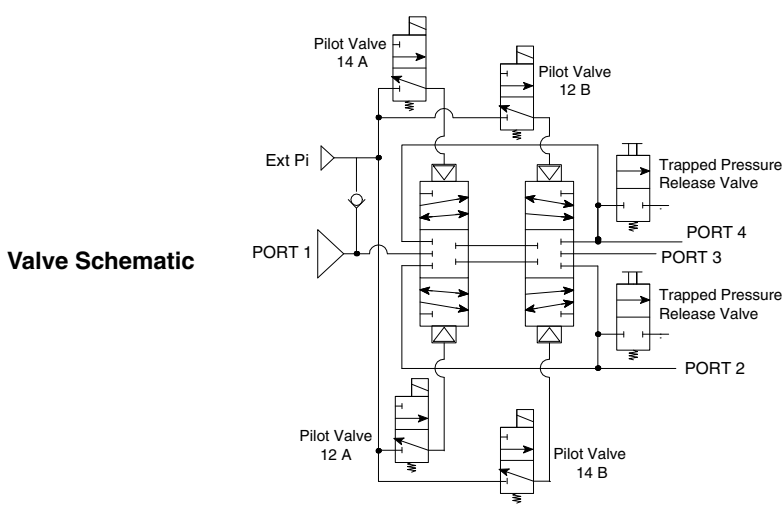 Pilot Valve
14 A
Pilot Valve
12 B
Ext Pi
Trapped Pressure
Release Valve
PORT 4
PORT 1
Valve Schematic
PORT 3
Trapped Pressure
Release Valve
PORT 2
Pilot Valve
12 A
Pilot Valve
14 B